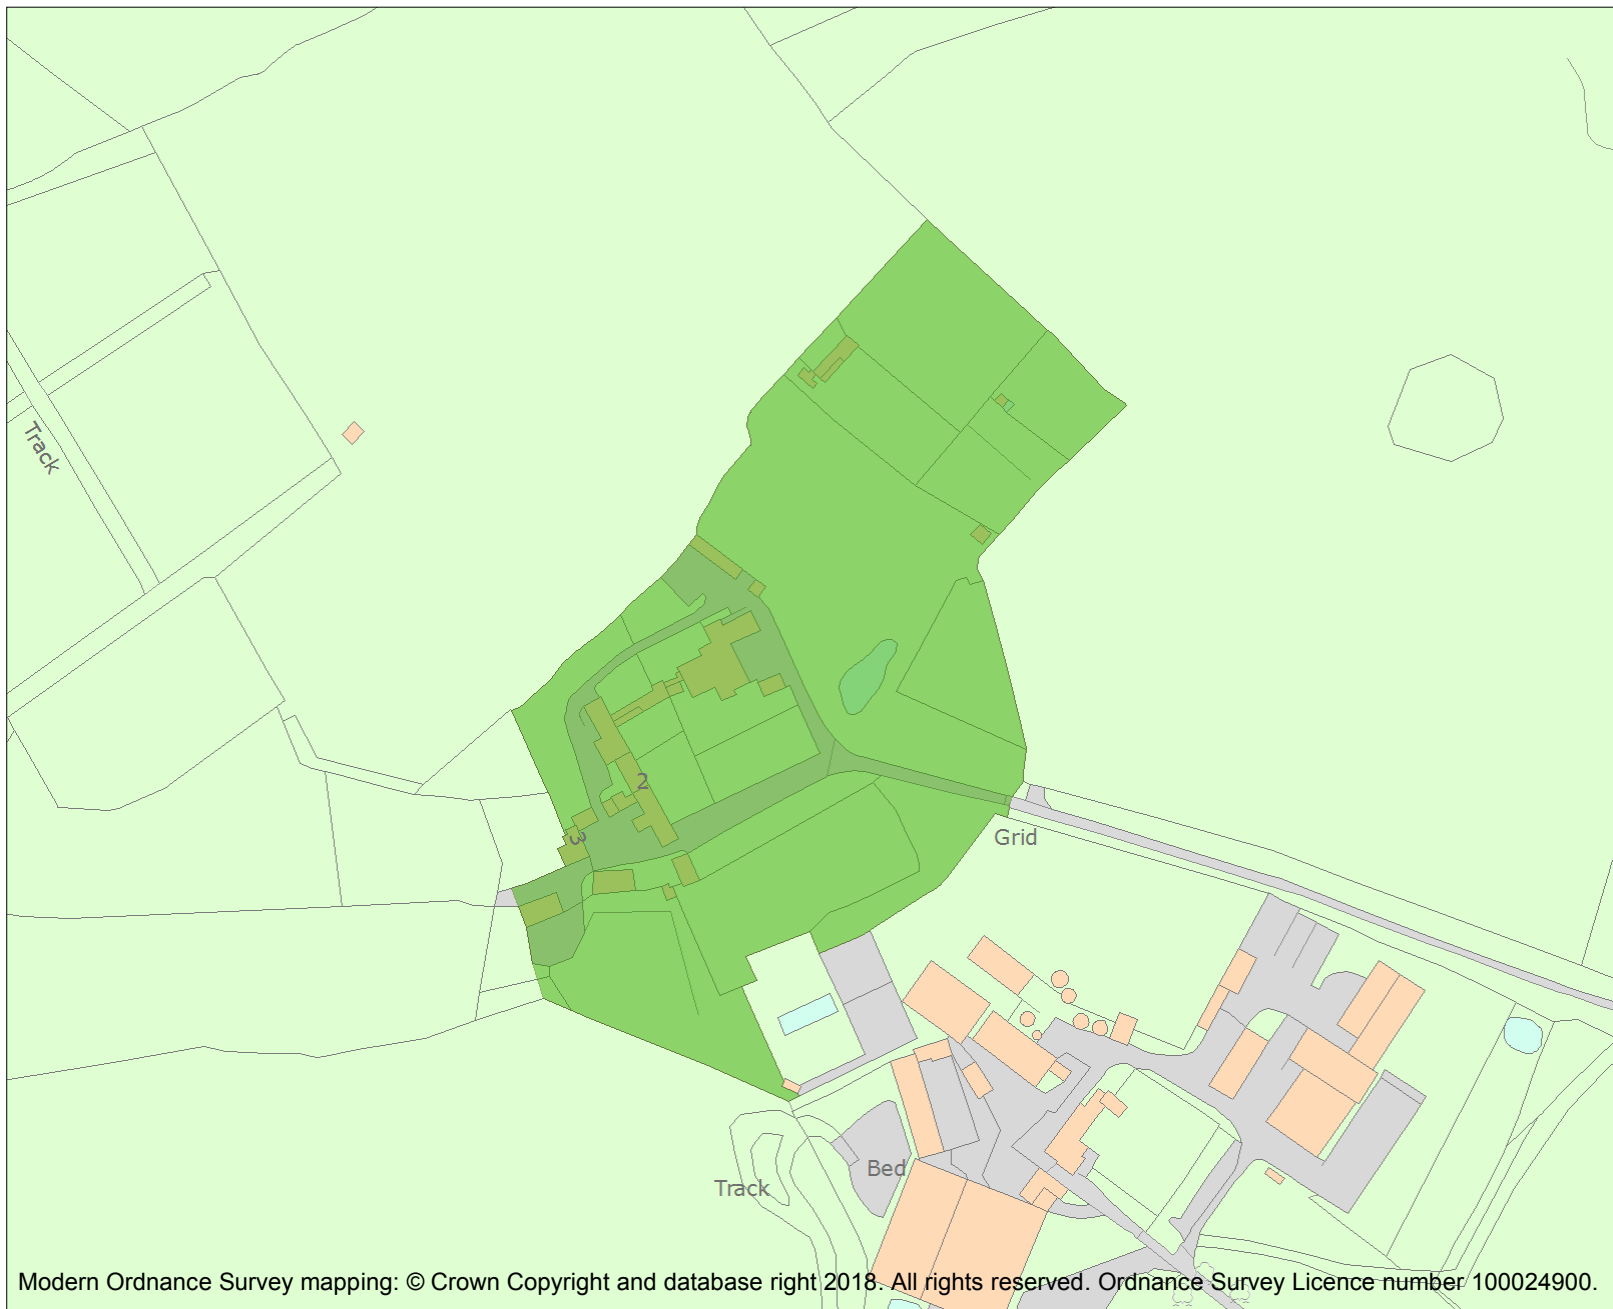 Track
2
3
Grid
Bed
Track
Modern Ordnance Survey mapping: © Crown Copyright and database right 2018. All rights reserved. Ordnance Survey Licence number 100024900.